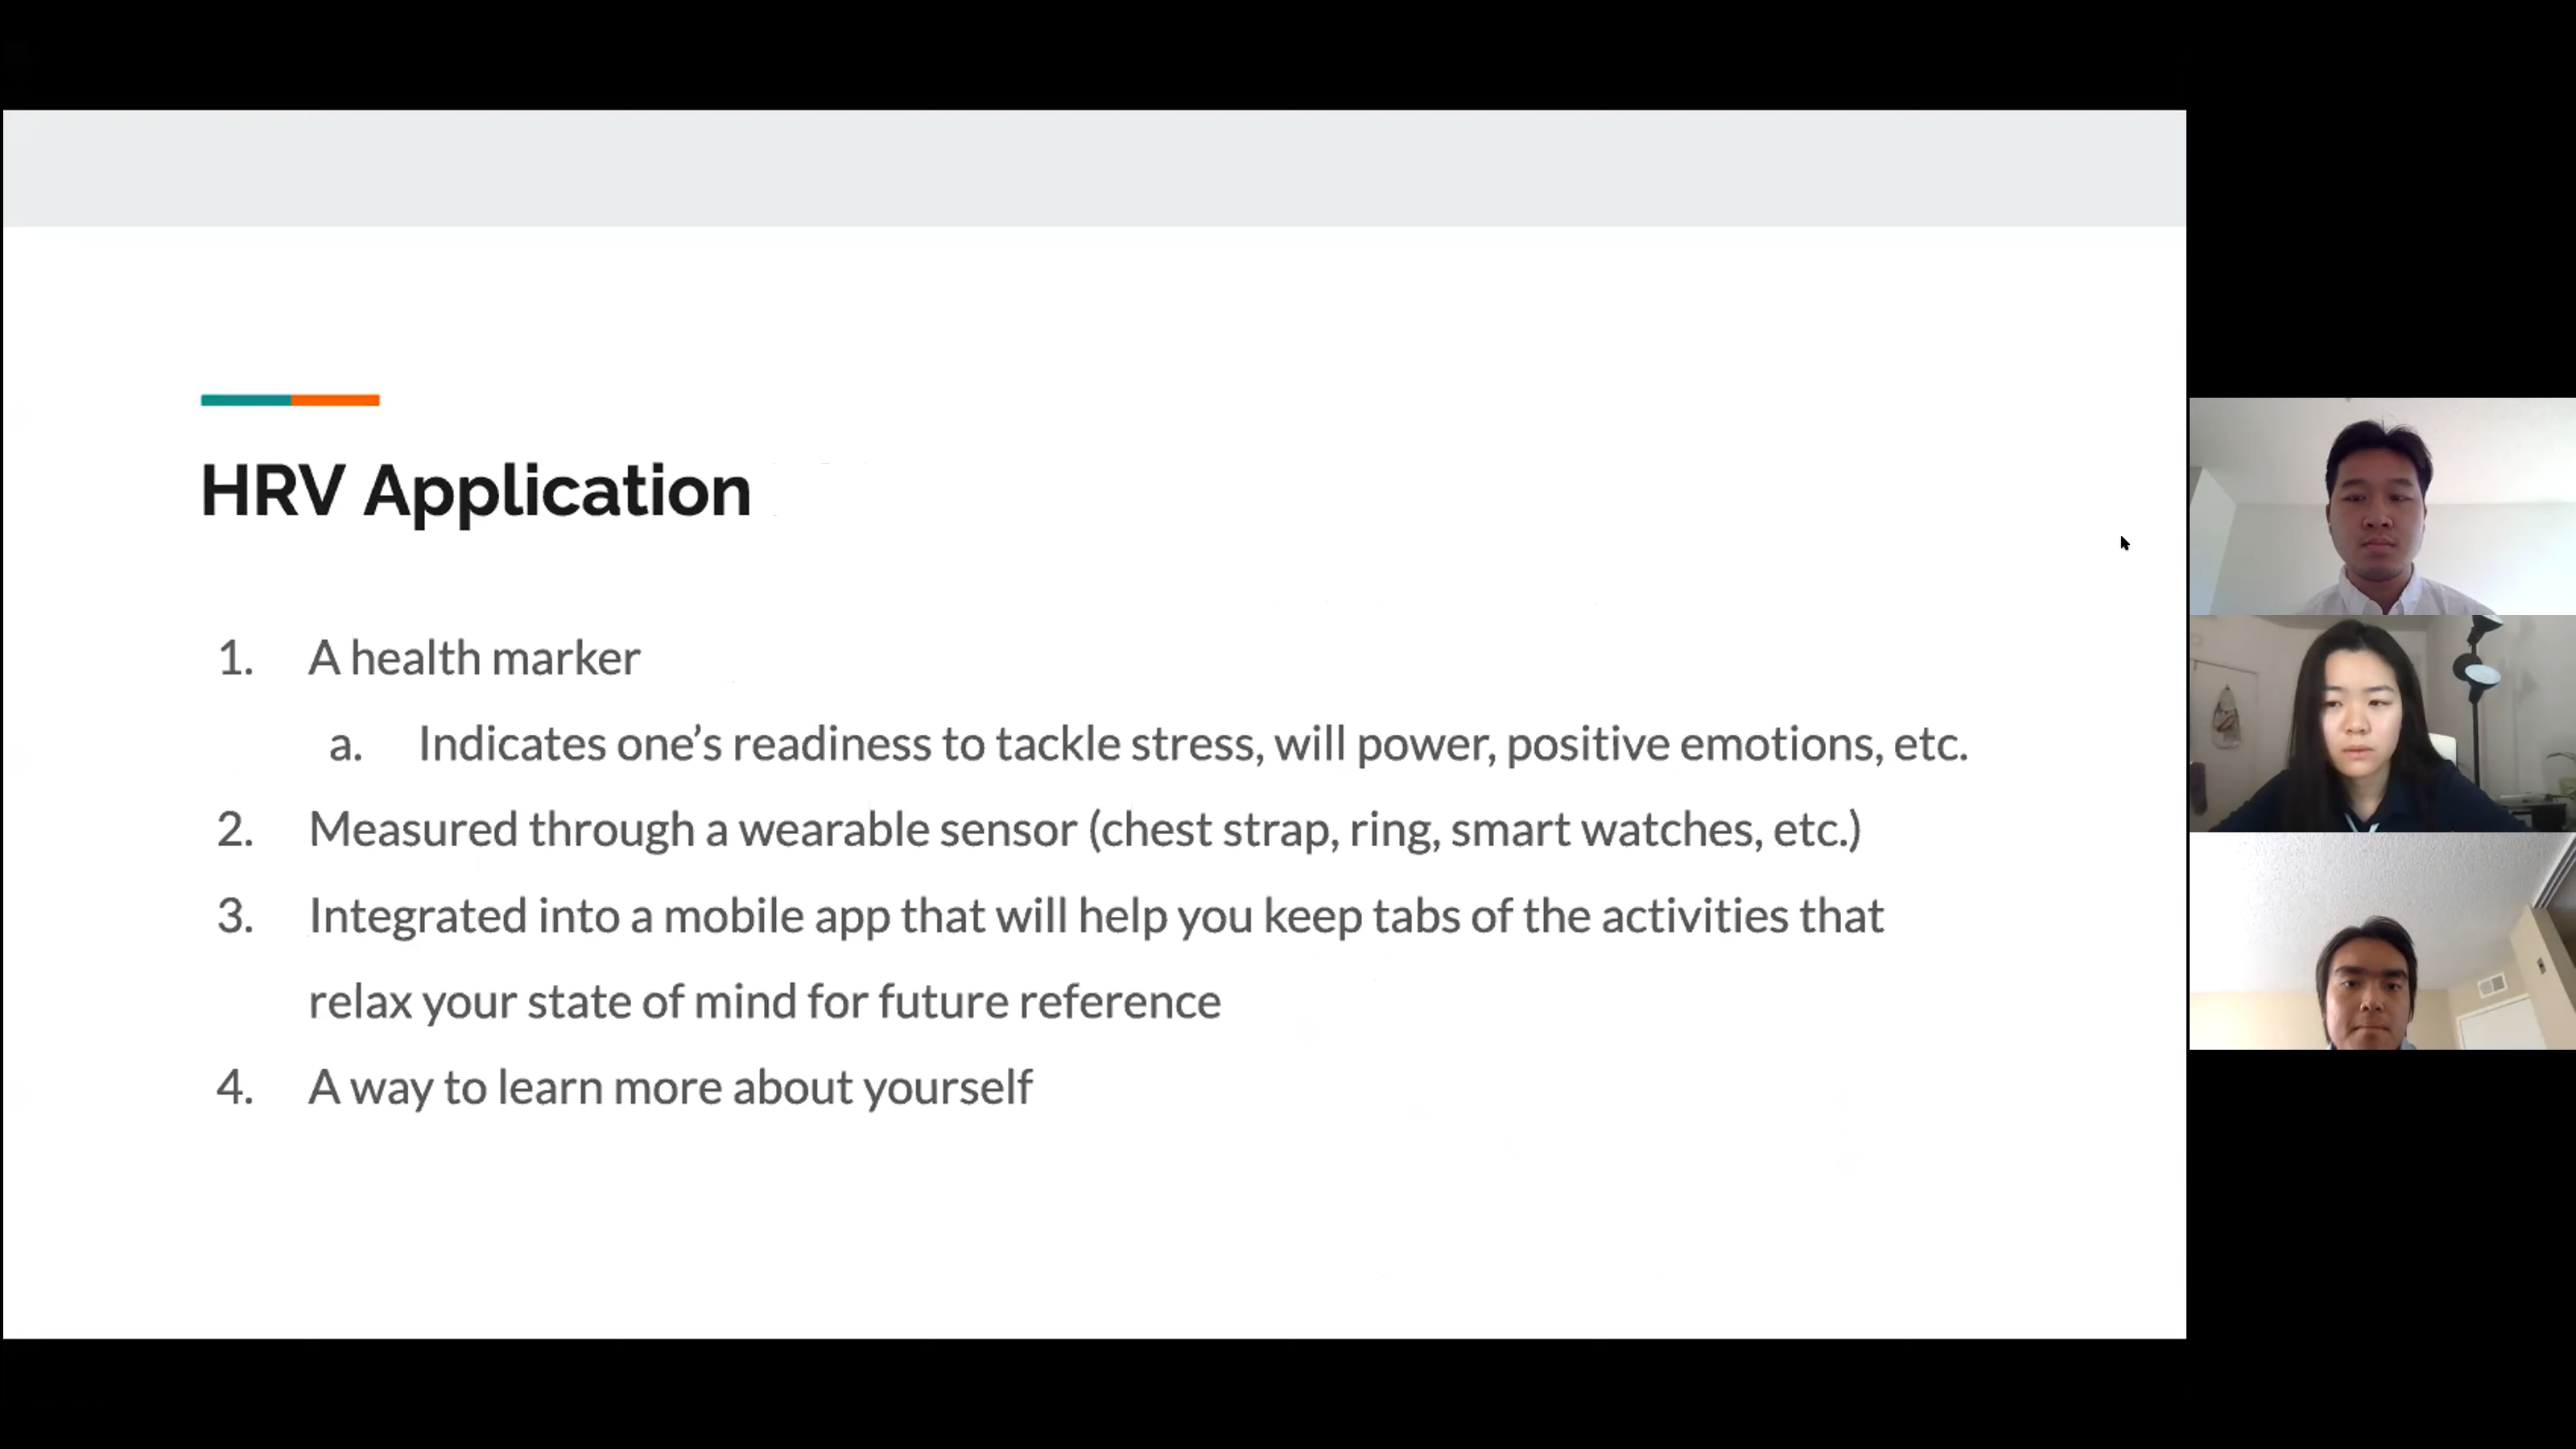 HRV Application
1. A health marker
a. Indicates one’s readiness to tackle stress, will power, positive emotions, etc.
2. Measured through a wearable sensor (chest strap, ring, smart watches, etc.)
3. Integrated into a mobile app that will help you keep tabs of the activities that
relax your state of mind for future reference
4. A way to learn more about yourself